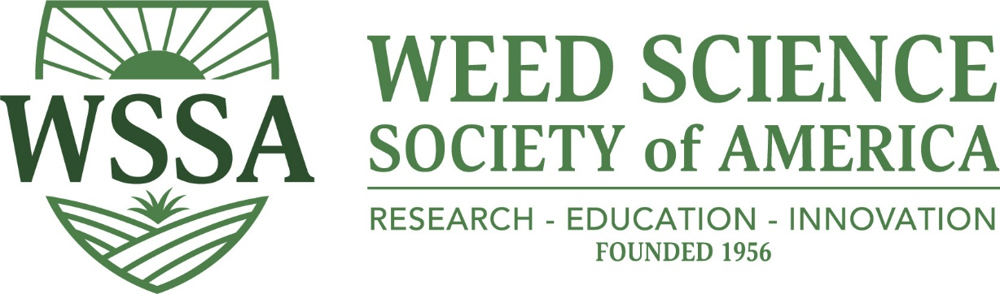 WSSA
WEED SCIENCE
SOCIETY of AMERICA
RESEARCH - EDUCATION - INNOVATION
FOUNDED 1956